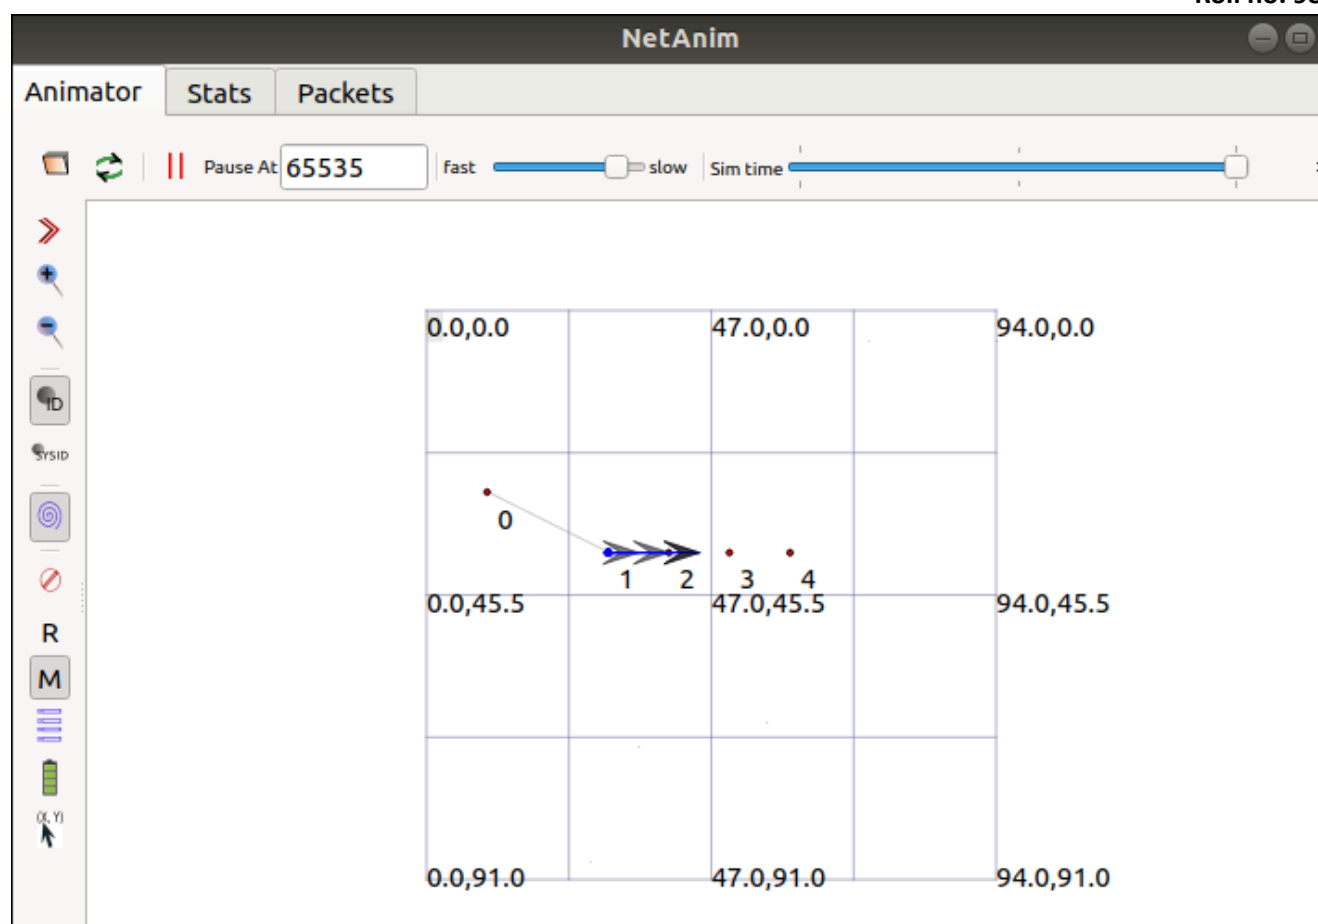 NetAnim
Animator Stats Packets
Pause At 65535 fast slow Sim time
ID
SYSID
R
M
(X, Y)
0.0,0.0 47.0,0.0 94.0,0.0
0
1 2 3 4
0.0,45.5 47.0,45.5 94.0,45.5
0.0,91.0 47.0,91.0 94.0,91.0